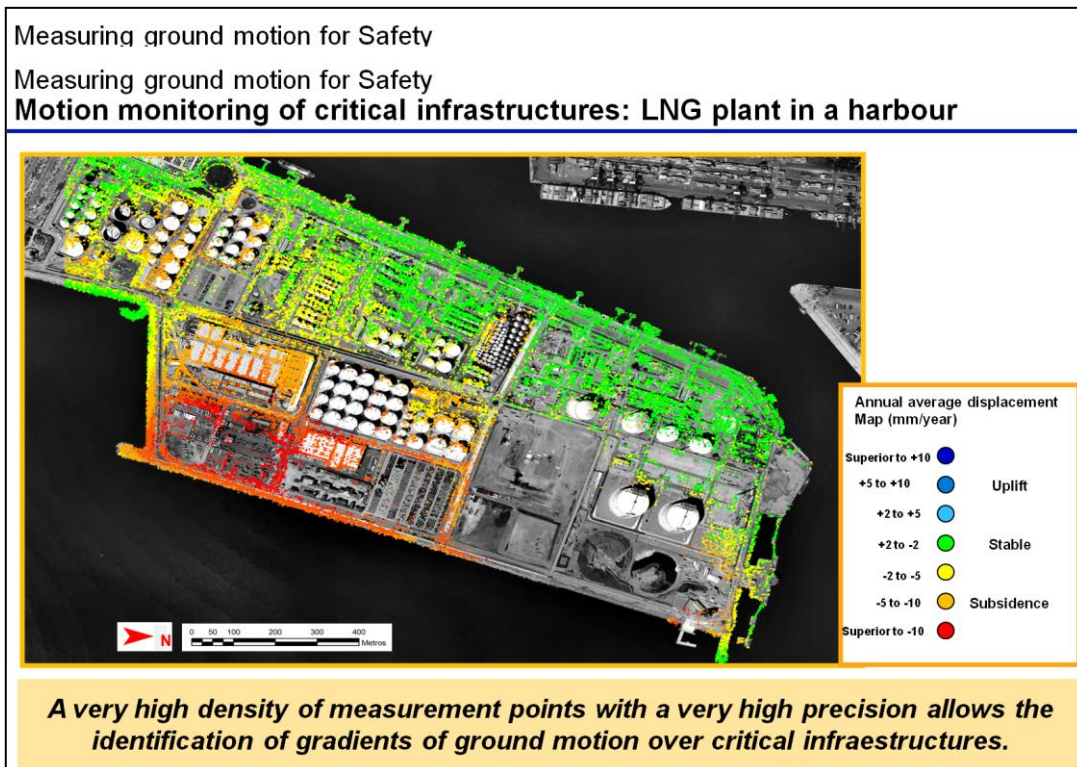 Measuring ground motion for Safety
Measuring ground motion for Safety
Motion monitoring of critical infrastructures: LNG plant in a harbour
Annual average displacement
Map (mm/year)
Superior to +10
+5 to +10 Uplift
+2 to +5
+2 to -2 Stable
-2 to -5
-5 to -10 Subsidence
Superior to -10
N
0 50 100 200 300 400
Metros
A very high density of measurement points with a very high precision allows the
identification of gradients of ground motion over critical infraestructures.